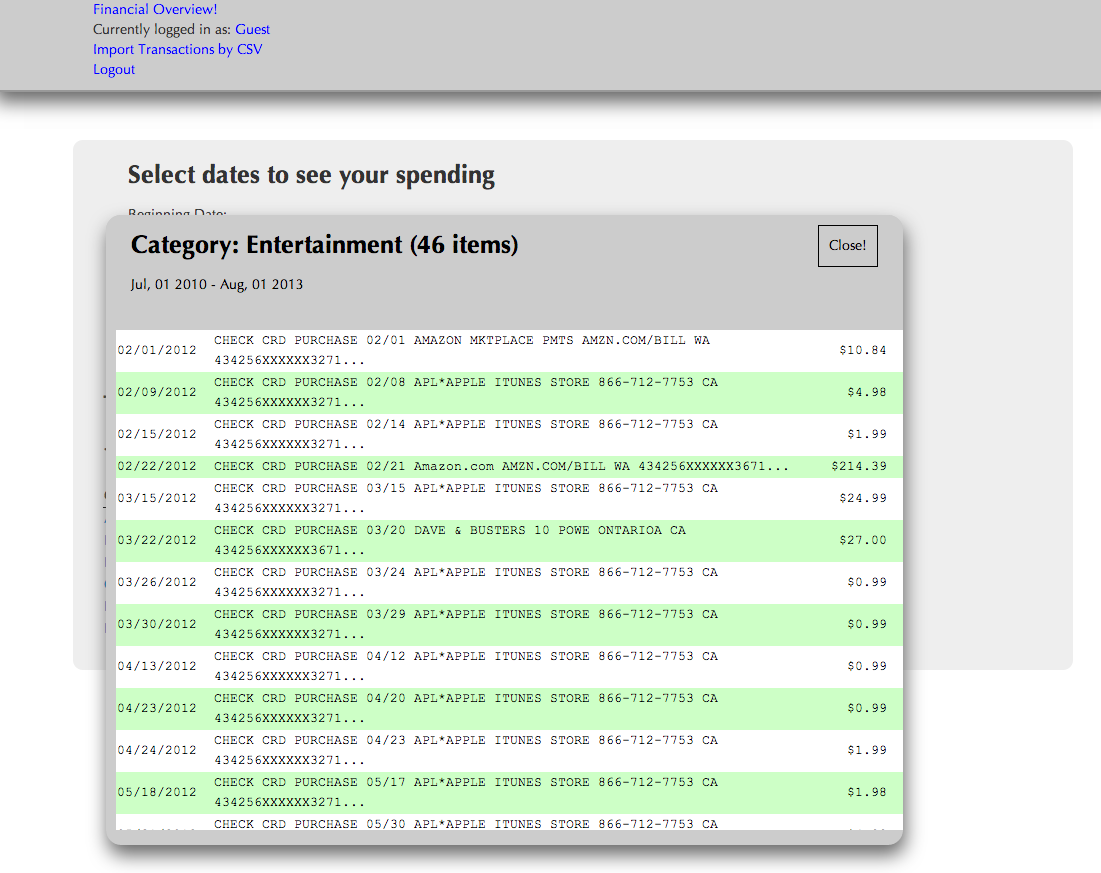 Financial Overview!
Currently logged in as: Guest
Import Transactions by CSV
Logout
Select dates to see your spending
Beginning Date:
Category: Entertainment (46 items)
Close!
Jul, 01 2010 - Aug, 01 2013
02/01/2012 CHECK CRD PURCHASE 02/01 AMAZON MKTPLACE PMTS AMZN.COM/BILL WA
434256XXXXXX3271... $10.84
02/09/2012 CHECK CRD PURCHASE 02/08 APL*APPLE ITUNES STORE 866-712-7753 CA
434256XXXXXX3271... $4.98
02/15/2012 CHECK CRD PURCHASE 02/14 APL*APPLE ITUNES STORE 866-712-7753 CA
434256XXXXXX3271... $1.99
02/22/2012 CHECK CRD PURCHASE 02/21 Amazon.com AMZN.COM/BILL WA 434256XXXXXX3671... $214.39
03/15/2012 CHECK CRD PURCHASE 03/15 APL*APPLE ITUNES STORE 866-712-7753 CA
434256XXXXXX3271... $24.99
03/22/2012 CHECK CRD PURCHASE 03/20 DAVE & BUSTERS 10 POWE ONTARIOA CA
434256XXXXXX3671... $27.00
03/26/2012 CHECK CRD PURCHASE 03/24 APL*APPLE ITUNES STORE 866-712-7753 CA
434256XXXXXX3271... $0.99
03/30/2012 CHECK CRD PURCHASE 03/29 APL*APPLE ITUNES STORE 866-712-7753 CA
434256XXXXXX3271... $0.99
04/13/2012 CHECK CRD PURCHASE 04/12 APL*APPLE ITUNES STORE 866-712-7753 CA
434256XXXXXX3271... $0.99
04/23/2012 CHECK CRD PURCHASE 04/20 APL*APPLE ITUNES STORE 866-712-7753 CA
434256XXXXXX3271... $0.99
04/24/2012 CHECK CRD PURCHASE 04/23 APL*APPLE ITUNES STORE 866-712-7753 CA
434256XXXXXX3271... $1.99
05/18/2012 CHECK CRD PURCHASE 05/17 APL*APPLE ITUNES STORE 866-712-7753 CA
434256XXXXXX3271... $1.98
CHECK CRD PURCHASE 05/30 APL*APPLE ITUNES STORE 866-712-7753 CA